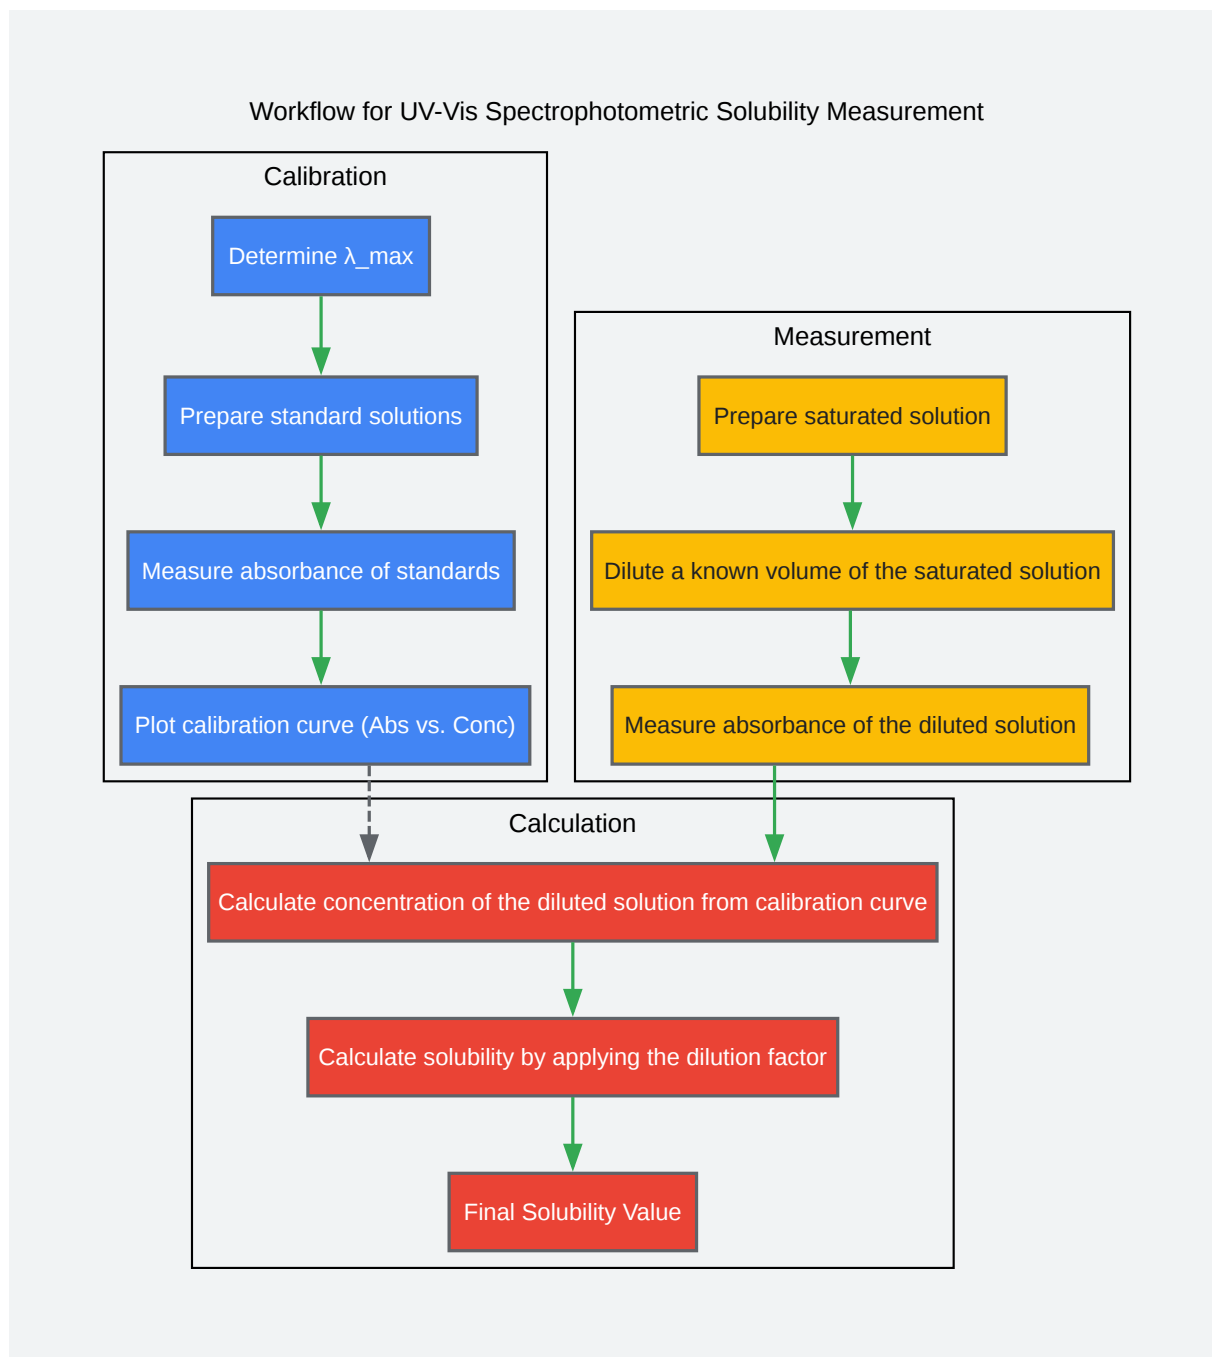 Workflow for UV-Vis Spectrophotometric Solubility Measurement
Calibration
Determine λ_max
Prepare standard solutions
Measure absorbance of standards
Plot calibration curve (Abs vs. Conc)
Measurement
Prepare saturated solution
Dilute a known volume of the saturated solution
Measure absorbance of the diluted solution
Calculation
Calculate concentration of the diluted solution from calibration curve
Calculate solubility by applying the dilution factor
Final Solubility Value